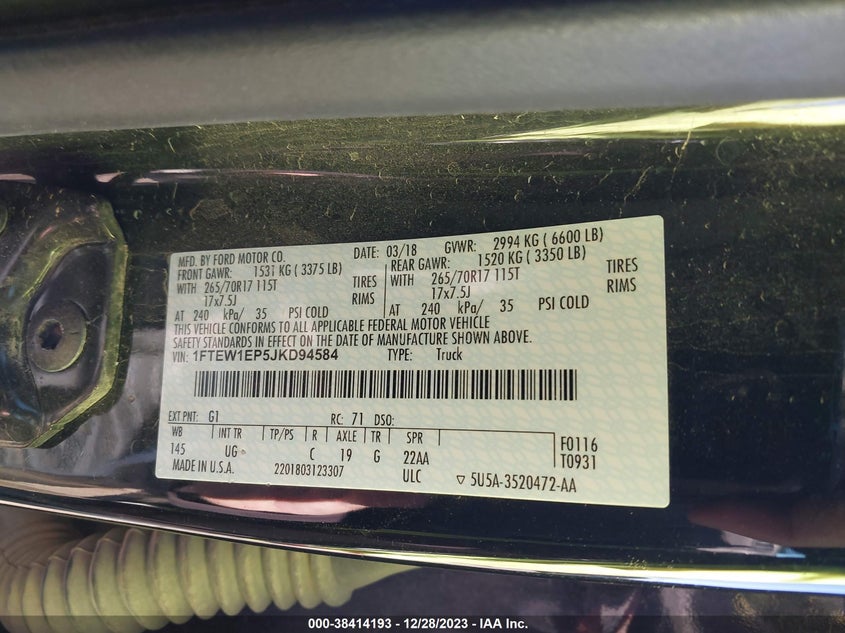 MFD. BY FORD MOTOR CO. DATE: 03/18 GVWR: 2994 KG ( 6600 LB)
FRONT GAWR: 1531 KG ( 3375 LB) REAR GAWR: 1520 KG ( 3350 LB)
WITH 265/70R17 115T TIRES WITH 265/70R17 115T TIRES
17x7.5J RIMS 17x7.5J RIMS
AT 240 kPa/ 35 PSI COLD AT 240 kPa/ 35 PSI COLD
THIS VEHICLE CONFORMS TO ALL APPLICABLE FEDERAL MOTOR VEHICLE
SAFETY STANDARDS IN EFFECT ON THE DATE OF MANUFACTURE SHOWN ABOVE.
VIN: 1FTEW1EP5JKD94584 TYPE: Truck
EXT PNT: G1 RC: 71 DSO:
WB INT TR TP/PS R AXLE TR SPR F0116
145 UG C 19 G 22AA T0931
MADE IN U.S.A. 2201803123307 ULC ▽ 5U5A-3520472-AA
000-38414193 - 12/28/2023 - IAA Inc.